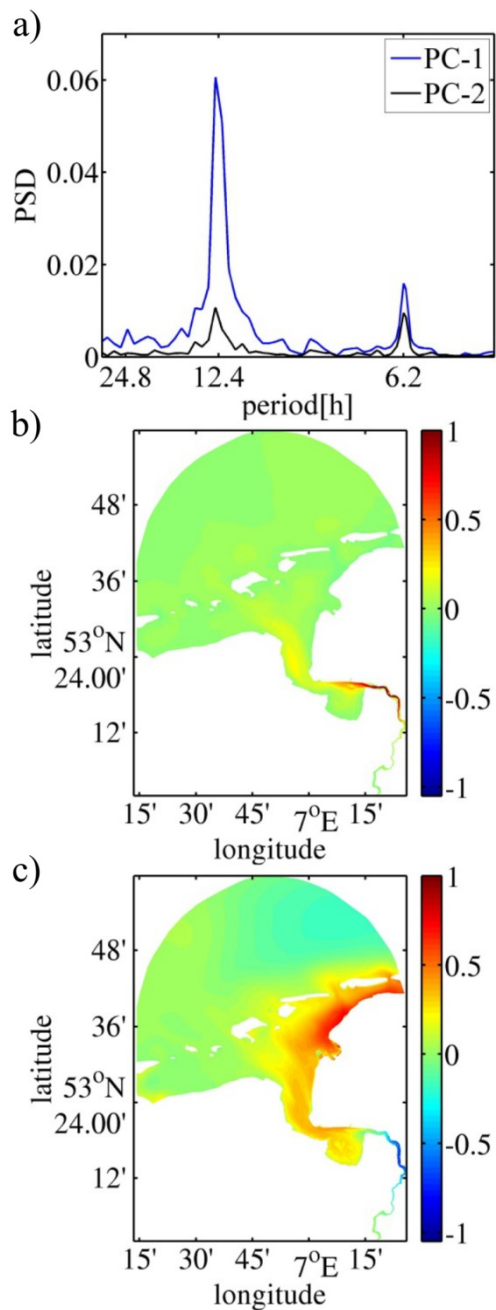 a)
0.06
0.04
0.02
0
PSD
PC-1
PC-2
24.8 12.4 6.2
period[h]
b)
48'
36'
53°N
24.00'
12'
latitude
15' 30' 45' 7°E 15'
longitude
1
0.5
0
-0.5
-1
c)
48'
36'
53°N
24.00'
12'
latitude
15' 30' 45' 7°E 15'
longitude
1
0.5
0
-0.5
-1